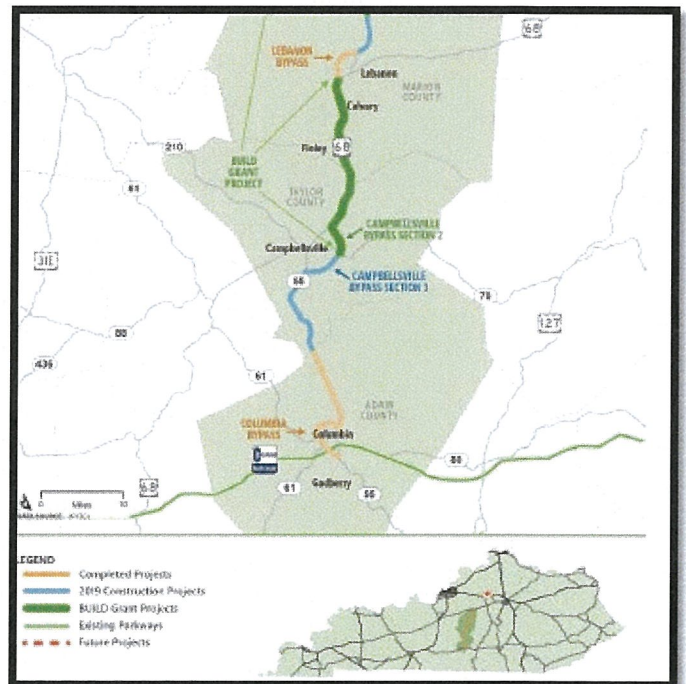 68
LEBANON
BYPASS
Lebanon
MARION
COUNTY
Calvary
Finley
68
210
BUILD
GRANT
PROJECT
61
TAYLOR
COUNTY
CAMPBELLSVILLE
BYPASS SECTION 2
Campbellsville
31E
55
CAMPBELLSVILLE
BYPASS SECTION 3
70
127
88
436
61
ADAIR
COUNTY
COLUMBIA
BYPASS
Columbia
80
68
61
Gadberry
55
0
Miles
10
LEGEND
Completed Projects
2019 Construction Projects
BUILD Grant Projects
Existing Parkways
Future Projects